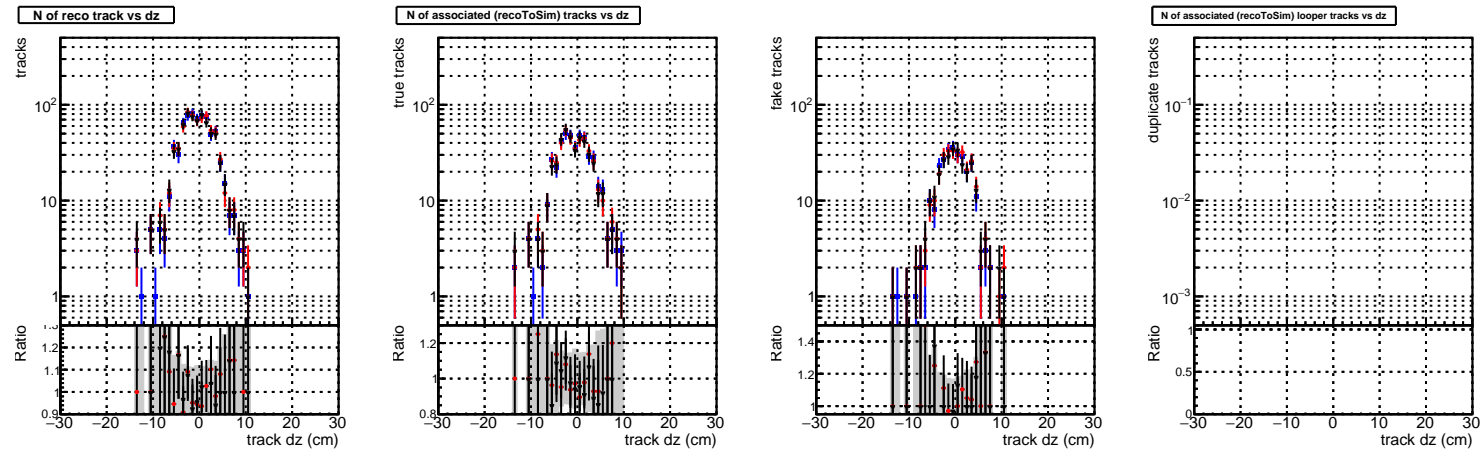 N of reco track vs dz
tracks
10²
10
1
Ratio
1.3
1.2
1.1
1
0.9
−30 −20 −10 0 10 20 30
track dz (cm)
N of associated (recoToSim) tracks vs dz
true tracks
10²
10
1
Ratio
1.2
1
0.8
−30 −20 −10 0 10 20 30
track dz (cm)
fake tracks
10²
10
1
Ratio
1.4
1.2
1
−30 −20 −10 0 10 20 30
track dz (cm)
N of associated (recoToSim) looper tracks vs dz
duplicate tracks
10⁻¹
10⁻²
10⁻³
Ratio
1
0.5
0
−30 −20 −10 0 10 20 30
track dz (cm)